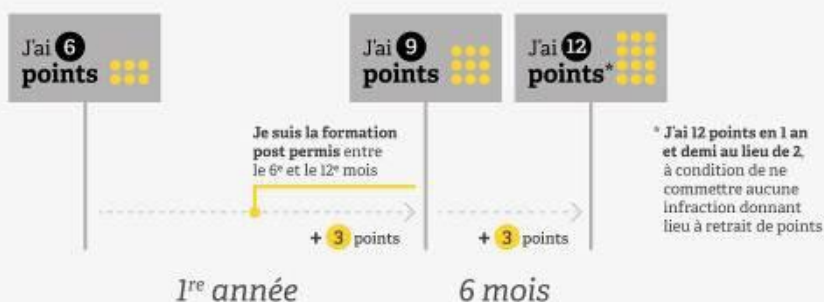 J'ai 6
points
J'ai 9
points
J'ai 12
points*
Je suis la formation
post permis entre
le 6e et le 12e mois
* J'ai 12 points en 1 an
et demi au lieu de 2,
à condition de ne
commettre aucune
infraction donnant
lieu à retrait de points
+ 3 points
+ 3 points
1re année
6 mois